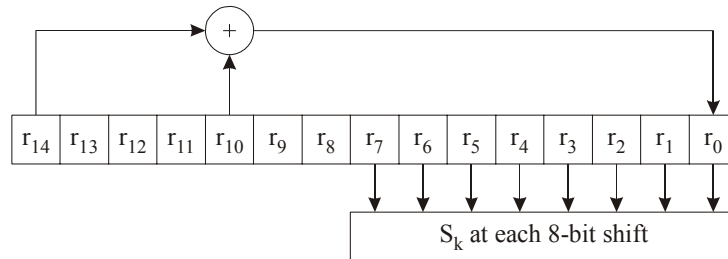 +
r14 r13 r12 r11 r10 r9 r8 r7 r6 r5 r4 r3 r2 r1 r0
Sk at each 8-bit shift